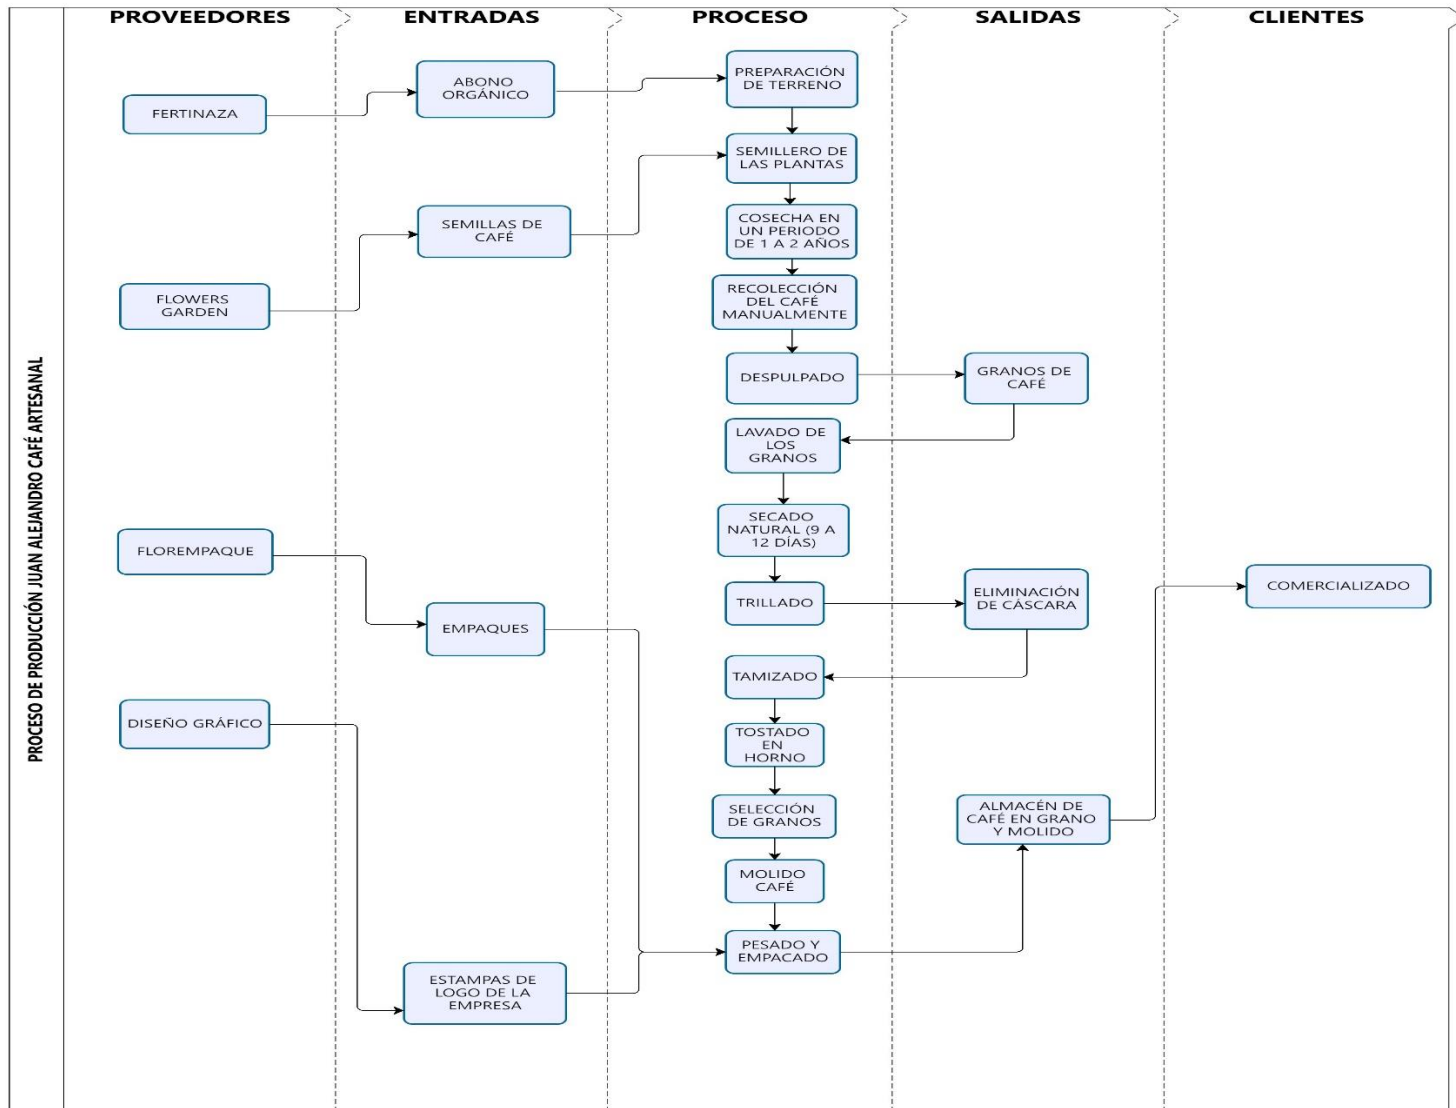 PROVEEDORES
ENTRADAS
PROCESO
SALIDAS
CLIENTES
PROCESO DE PRODUCCIÓN JUAN ALEJANDRO CAFÉ ARTESANAL
FERTINAZA
FLOWERS
GARDEN
FLOREMPAQUE
DISEÑO GRÁFICO
ABONO
ORGÁNICO
SEMILLAS DE
CAFÉ
EMPAQUES
ESTAMPAS DE
LOGO DE LA
EMPRESA
PREPARACIÓN
DE TERRENO
SEMILLERO DE
LAS PLANTAS
COSECHA EN
UN PERIODO
DE 1 A 2 AÑOS
RECOLECCIÓN
DEL CAFÉ
MANUALMENTE
DESPULPADO
LAVADO DE
LOS
GRANOS
SECADO
NATURAL (9 A
12 DÍAS)
TRILLADO
TAMIZADO
TOSTADO
EN
HORNO
SELECCIÓN
DE GRANOS
MOLIDO
CAFÉ
PESADO Y
EMPACADO
GRANOS DE
CAFÉ
ELIMINACIÓN
DE CÁSCARA
ALMACÉN DE
CAFÉ EN GRANO
Y MOLIDO
COMERCIALIZADO